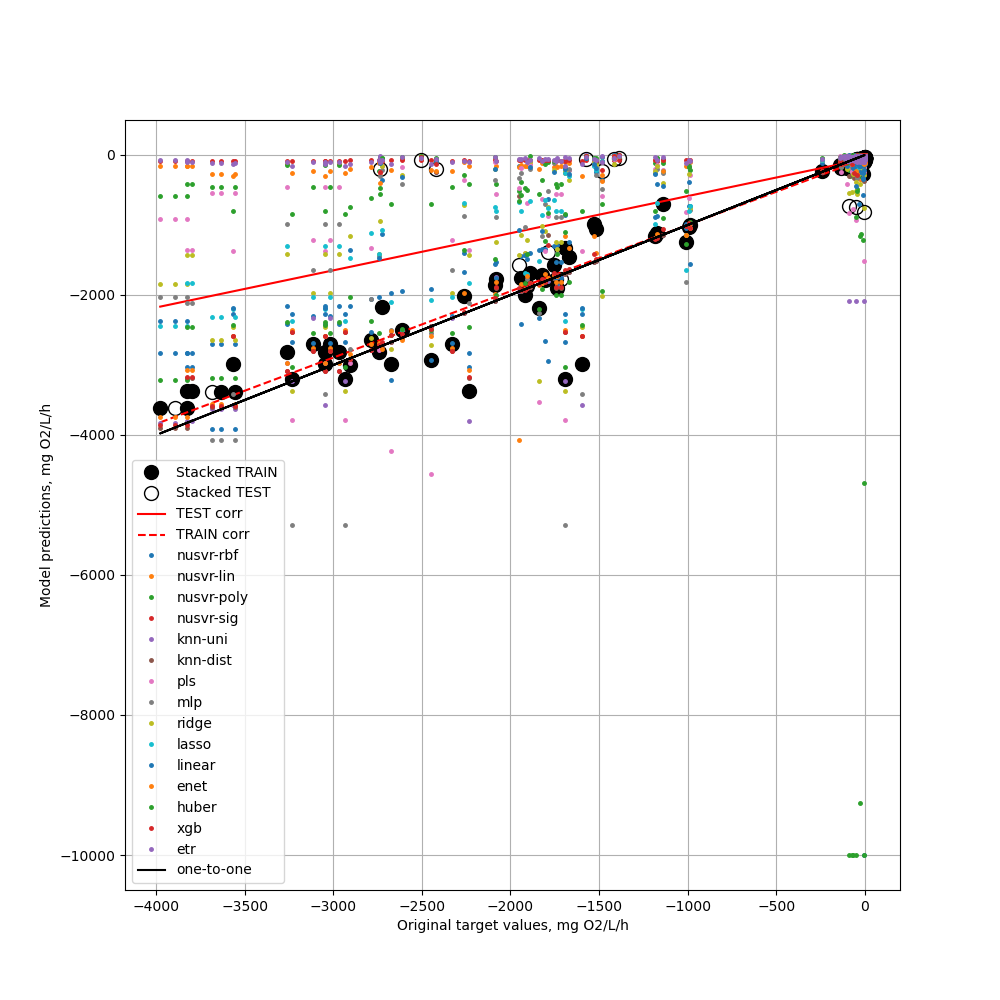 0
−2000
−4000
−6000
−8000
−10000
Model predictions, mg O2/L/h
Stacked TRAIN
Stacked TEST
TEST corr
TRAIN corr
nusvr-rbf
nusvr-lin
nusvr-poly
nusvr-sig
knn-uni
knn-dist
pls
mlp
ridge
lasso
linear
enet
huber
xgb
etr
one-to-one
−4000 −3500 −3000 −2500 −2000 −1500 −1000 −500 0
Original target values, mg O2/L/h